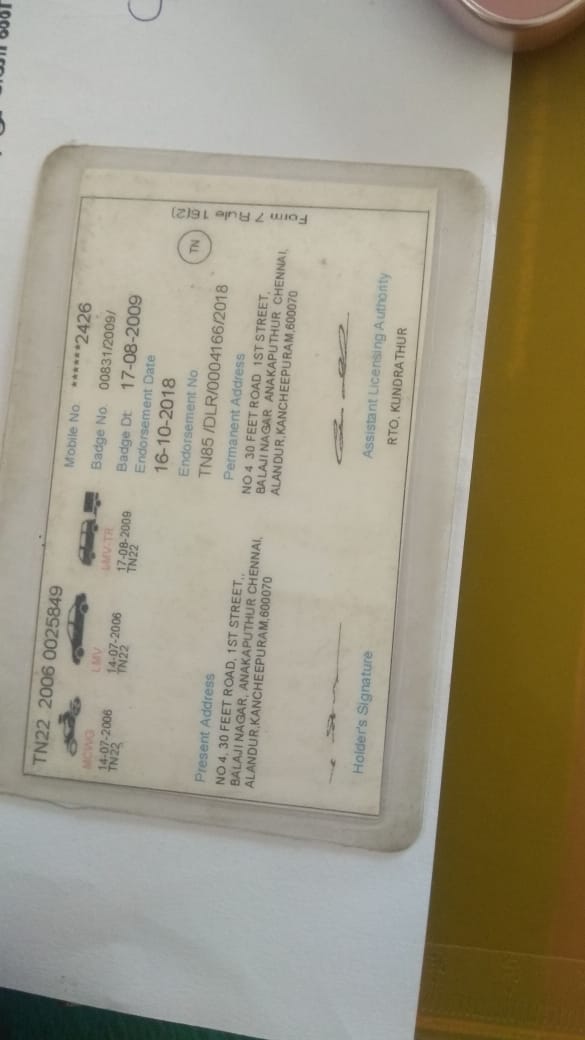 TN22 2006 0025849
MCWG
14-07-2006
TN22
LMV
14-07-2006
TN22
LMV-TR
17-08-2009
TN22
Mobile No ******2426
Badge No. 00831/2009/
Badge Dt 17-08-2009
Endorsement Date
16-10-2018
Endorsement No
TN85 /DLR/0004166/2018
TN
Form 7 Rule 16(2)
Present Address
NO 4, 30 FEET ROAD, 1ST STREET,,
BALAJI NAGAR, ANAKAPUTHUR CHENNAI,
ALANDUR,KANCHEEPURAM,600070
Permanent Address
NO 4 30 FEET ROAD 1ST STREET,
BALAJI NAGAR ANAKAPUTHUR CHENNAI,
ALANDUR,KANCHEEPURAM,600070
Holder's Signature
Assistant Licensing Authority
RTO, KUNDRATHUR